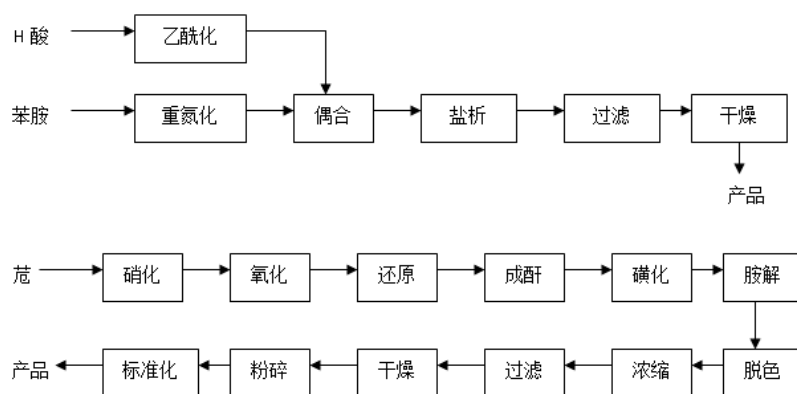 H 酸 乙酰化
苯胺 重氮化 偶合 盐析 过滤 干燥
产品
苊 硝化 氧化 还原 成酐 磺化 胺解
产品 标准化 粉碎 干燥 过滤 浓缩 脱色